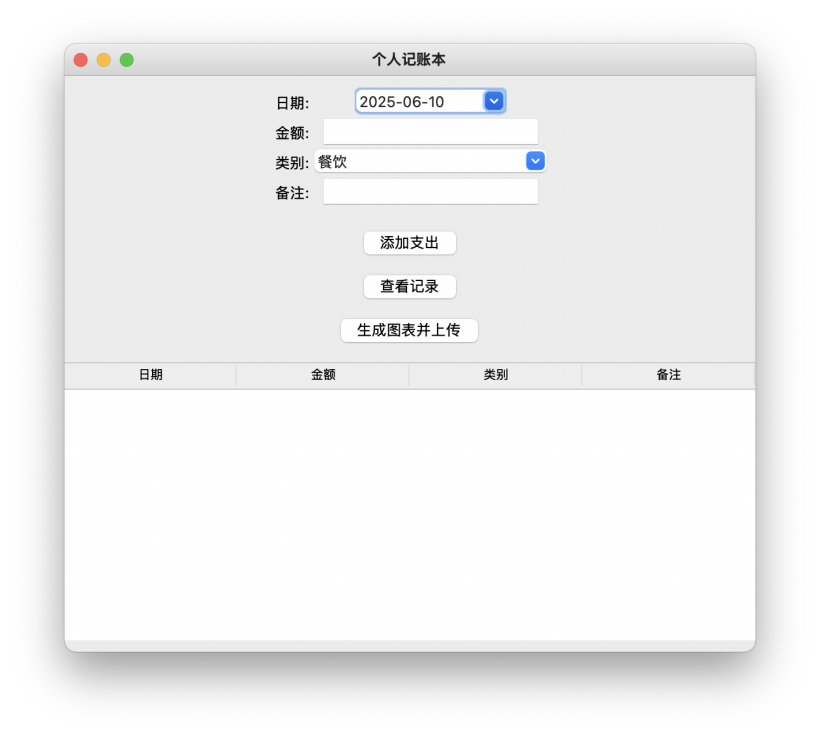 个人记账本
日期: 2025-06-10
金额:
类别: 餐饮
备注:
添加支出
查看记录
生成图表并上传
日期 金额 类别 备注